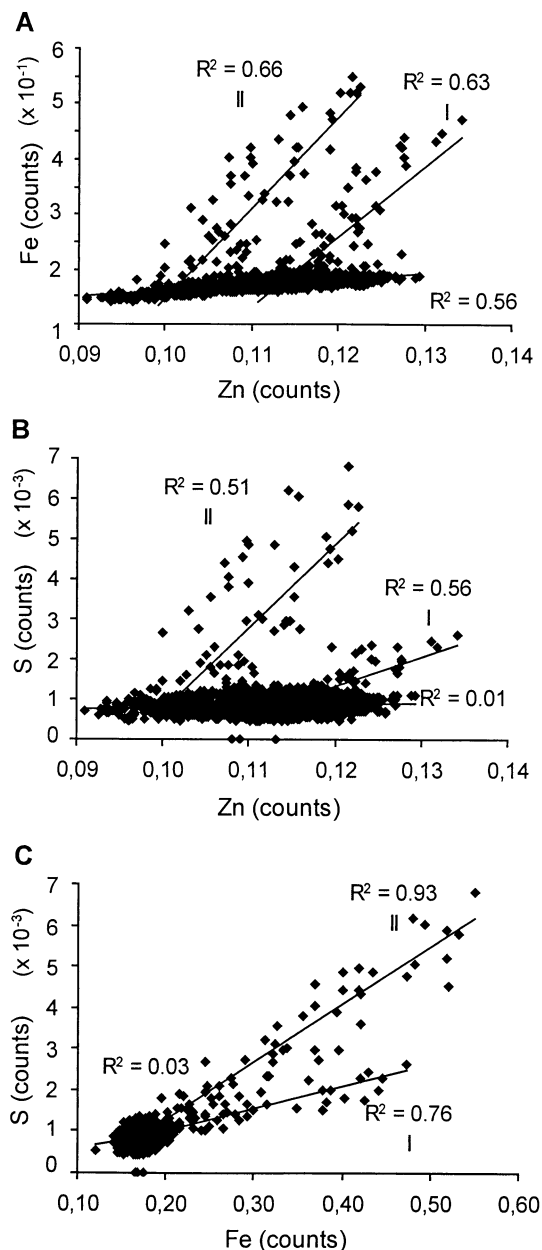 A
Fe (counts) (x 10⁻¹)
6
5
4
3
2
1
R² = 0.66
II
R² = 0.63
I
R² = 0.56
0,09 0,10 0,11 0,12 0,13 0,14
Zn (counts)
B
S (counts) (x 10⁻³)
7
6
5
4
3
2
1
0
R² = 0.51
II
R² = 0.56
I
R² = 0.01
0,09 0,10 0,11 0,12 0,13 0,14
Zn (counts)
C
S (counts) (x 10⁻³)
7
6
5
4
3
2
1
0
R² = 0.93
II
R² = 0.03
R² = 0.76
I
0,10 0,20 0,30 0,40 0,50 0,60
Fe (counts)